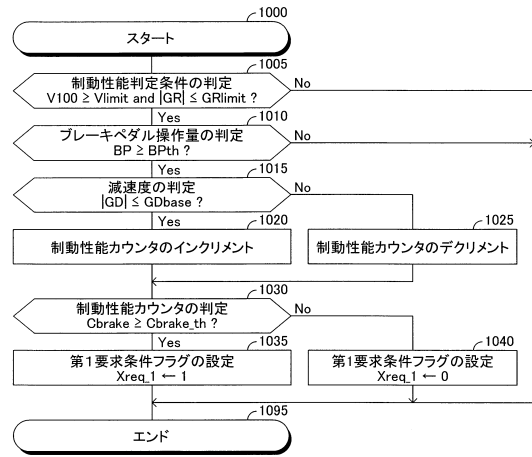 1000
スタート
1005
制動性能判定条件の判定
V100 ≥ Vlimit and |GR| ≤ GRlimit ?
No
Yes
1010
ブレーキペダル操作量の判定
BP ≥ BPth ?
No
Yes
1015
減速度の判定
|GD| ≤ GDbase ?
No
Yes
1020
制動性能カウンタのインクリメント
1025
制動性能カウンタのデクリメント
1030
制動性能カウンタの判定
Cbrake ≥ Cbrake_th ?
No
Yes
1035
第1要求条件フラグの設定
Xreq_1 ← 1
1040
第1要求条件フラグの設定
Xreq_1 ← 0
1095
エンド